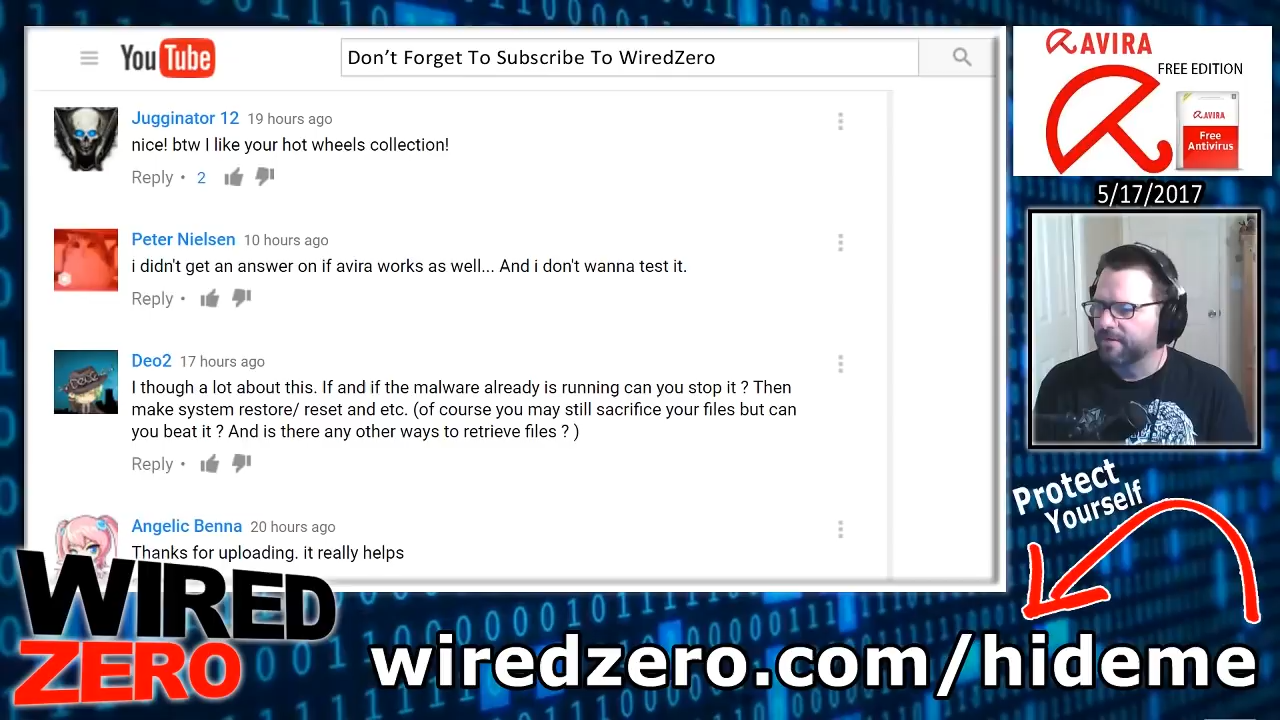 YouTube
Don't Forget To Subscribe To WiredZero
Jugginator 12 19 hours ago
nice! btw I like your hot wheels collection!
Reply • 2
Peter Nielsen 10 hours ago
i didn't get an answer on if avira works as well... And i don't wanna test it.
Reply •
Deo2 17 hours ago
I though a lot about this. If and if the malware already is running can you stop it ? Then
make system restore/ reset and etc. (of course you may still sacrifice your files but can
you beat it ? And is there any other ways to retrieve files ? )
Reply •
Angelic Benna 20 hours ago
Thanks for uploading. it really helps
AVIRA
FREE EDITION
AVIRA
Free
Antivirus
5/17/2017
Protect
Yourself
WIRED
ZERO
wiredzero.com/hideme